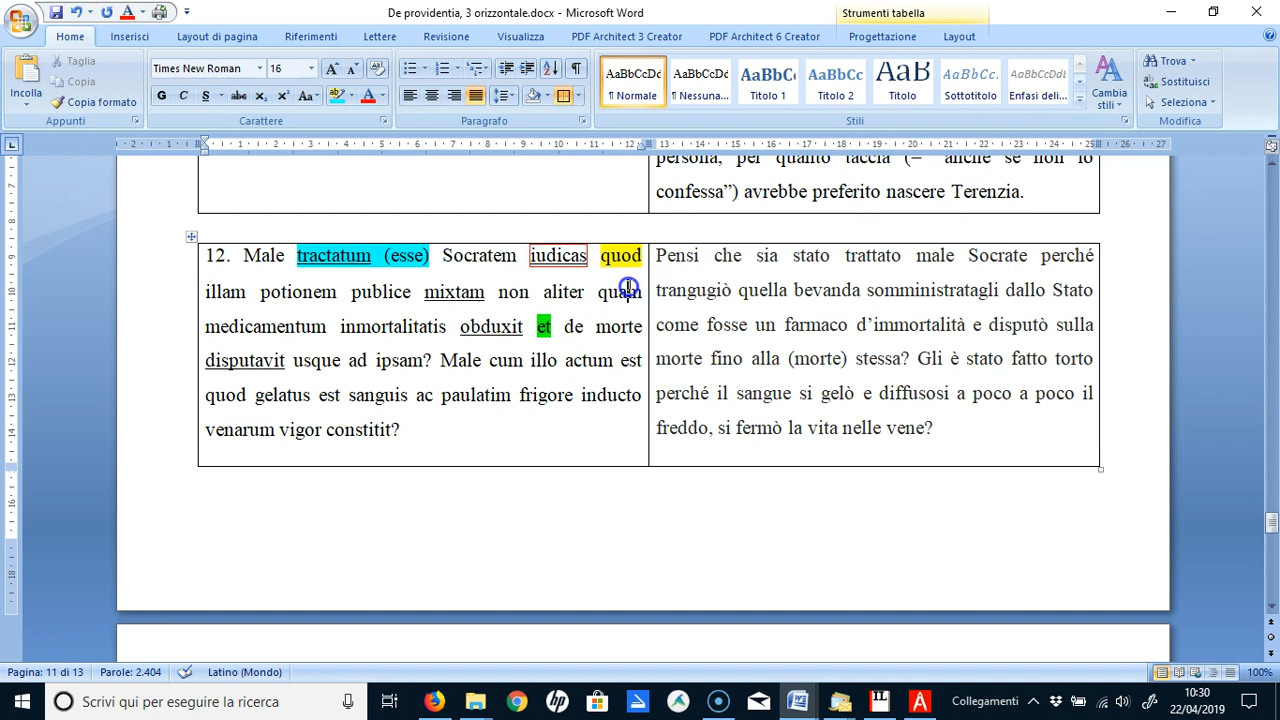 De providentia, 3 orizzontale.docx - Microsoft Word
Strumenti tabella
Home Inserisci Layout di pagina Riferimenti Lettere Revisione Visualizza PDF Architect 3 Creator PDF Architect 6 Creator Progettazione Layout
Incolla
Taglia
Copia
Copia formato
Appunti
Times New Roman 16
G C S abe x₂ x² Aa
Carattere
Paragrafo
AaBbCcDd AaBbCcDd AaBbC AaBbCc AaB AaBbCc AaBbCcDd
¶ Normale ¶ Nessuna... Titolo 1 Titolo 2 Titolo Sottotitolo Enfasi deli...
Stili
Cambia stili
Trova
Sostituisci
Seleziona
Modifica
persona, per quanto taccia (= "anche se non lo
confessa") avrebbe preferito nascere Terenzia.
12. Male tractatum (esse) Socratem iudicas quod
illam potionem publice mixtam non aliter quam
medicamentum inmortalitatis obduxit et de morte
disputavit usque ad ipsam? Male cum illo actum est
quod gelatus est sanguis ac paulatim frigore inducto
venarum vigor constitit?
Pensi che sia stato trattato male Socrate perché
trangugiò quella bevanda somministratagli dallo Stato
come fosse un farmaco d'immortalità e disputò sulla
morte fino alla (morte) stessa? Gli è stato fatto torto
perché il sangue si gelò e diffusosi a poco a poco il
freddo, si fermò la vita nelle vene?
Pagina: 11 di 13 Parole: 2.404 Latino (Mondo) 100%
Scrivi qui per eseguire la ricerca
Collegamenti
10:30
22/04/2019